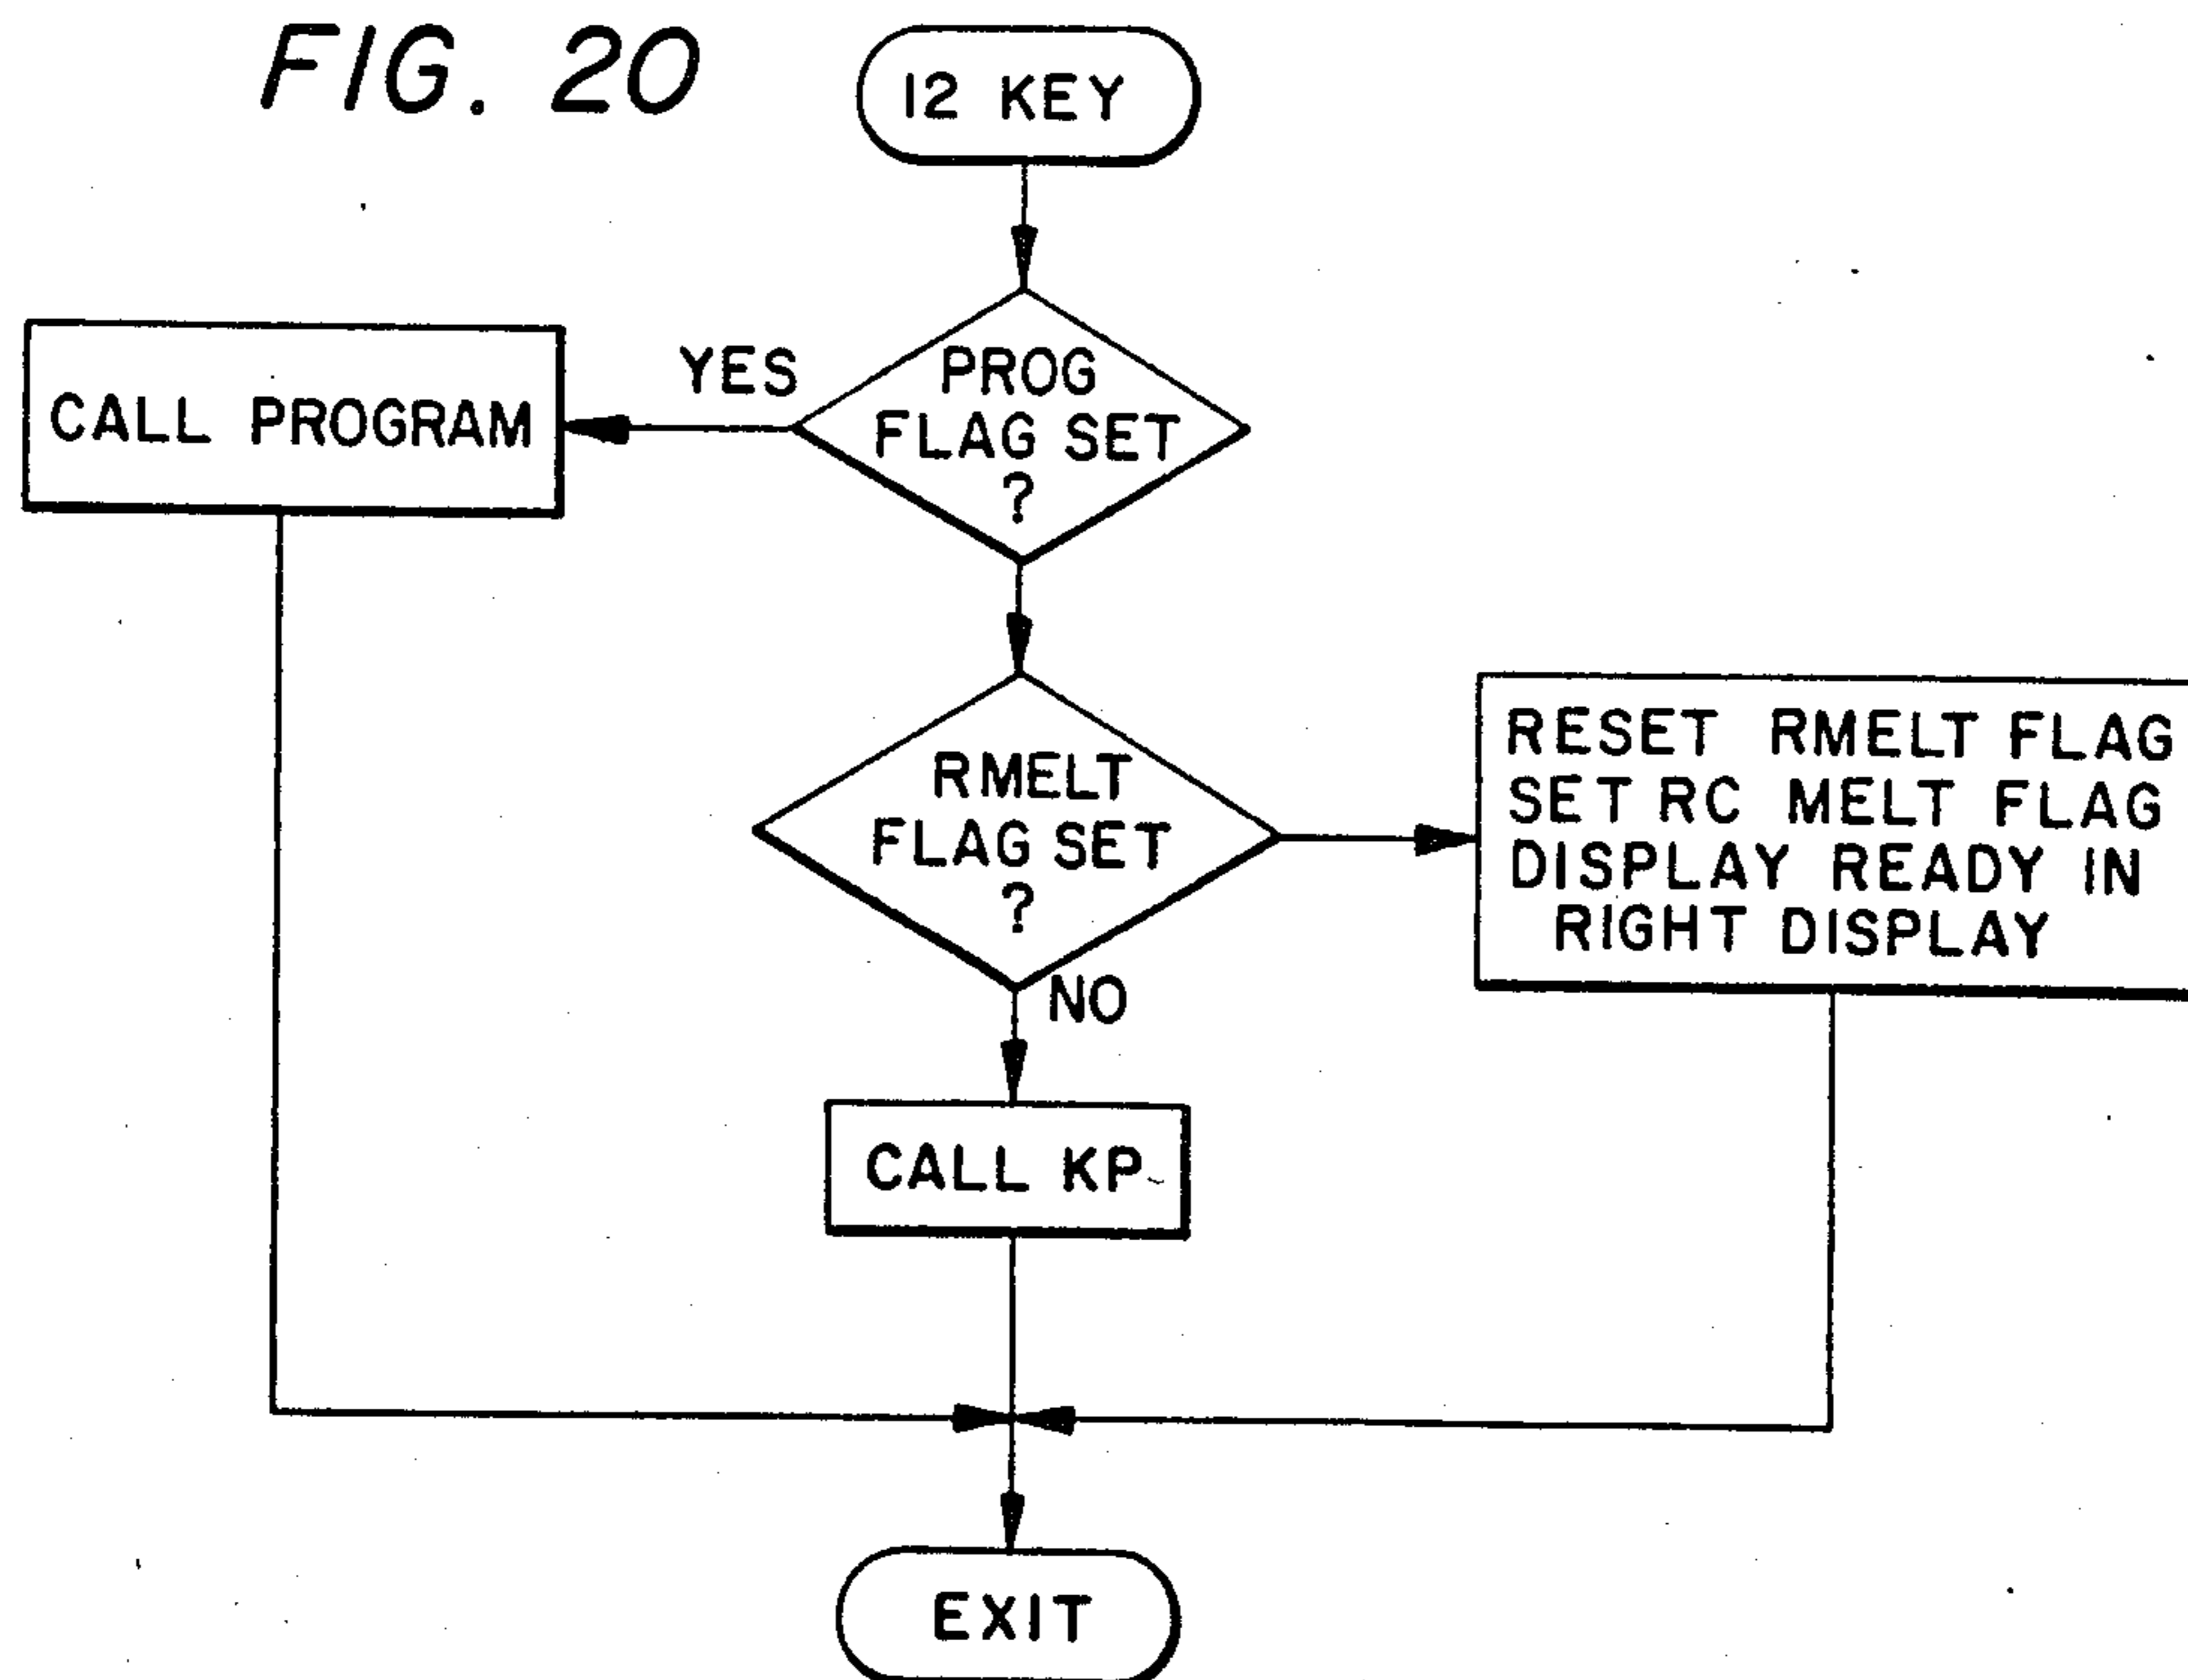 FIG. 20
12 KEY
YES
PROG
FLAG SET
?
CALL PROGRAM
RMELT
FLAG SET
?
RESET RMELT FLAG
SET RC MELT FLAG
DISPLAY READY IN
RIGHT DISPLAY
NO
CALL KP
EXIT